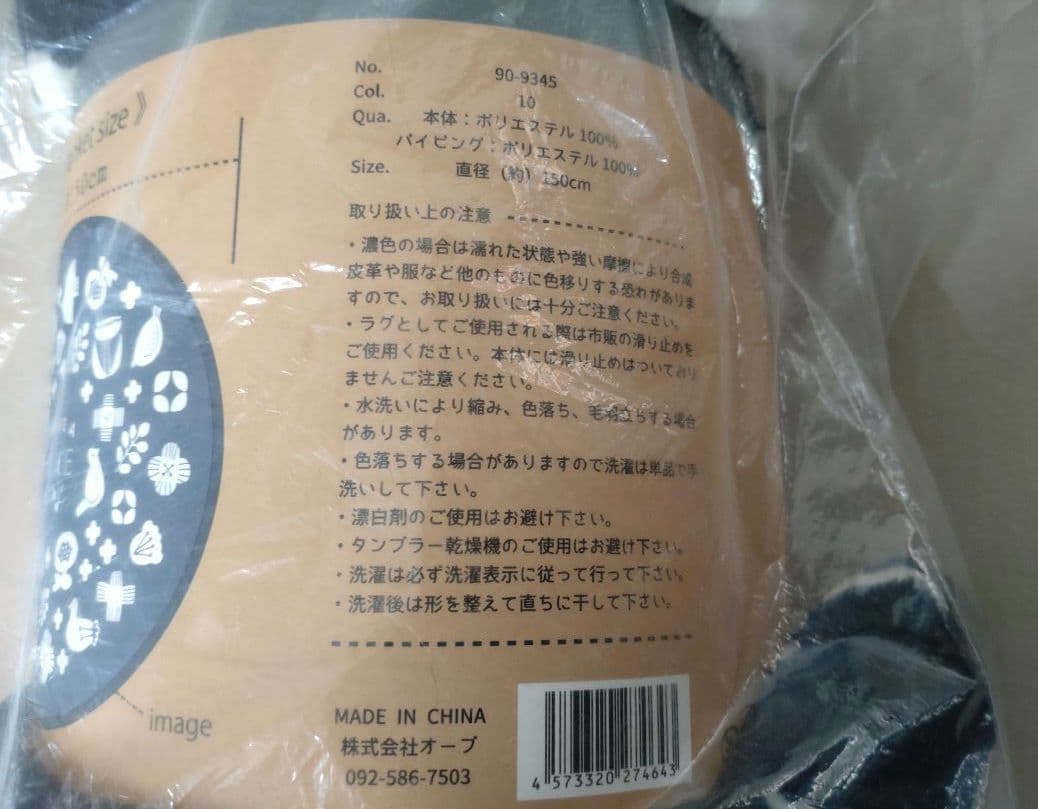 No. 90-9345
Col. 10
Qua. 本体：ポリエステル 100%
パイピング：ポリエステル 100%
Size. 直径（約）150cm
size 》
取り扱い上の注意
・濃色の場合は濡れた状態や強い摩擦により合成
皮革や服など他のものに色移りする恐れがありま
すので、お取り扱いには十分ご注意ください。
・ラグとしてご使用される際は市販の滑り止めを
ご使用ください。本体には滑り止めはついており
ませんご注意ください。
・水洗いにより縮み、色落ち、毛羽立ちする場合
があります。
・色落ちする場合がありますので洗濯は単品で手
洗いして下さい。
・漂白剤のご使用はお避け下さい。
・タンブラー乾燥機のご使用はお避け下さい。
・洗濯は必ず洗濯表示に従って行って下さい。
・洗濯後は形を整えて直ちに干して下さい。
image
MADE IN CHINA
株式会社オーブ
092-586-7503
4 573320 274643